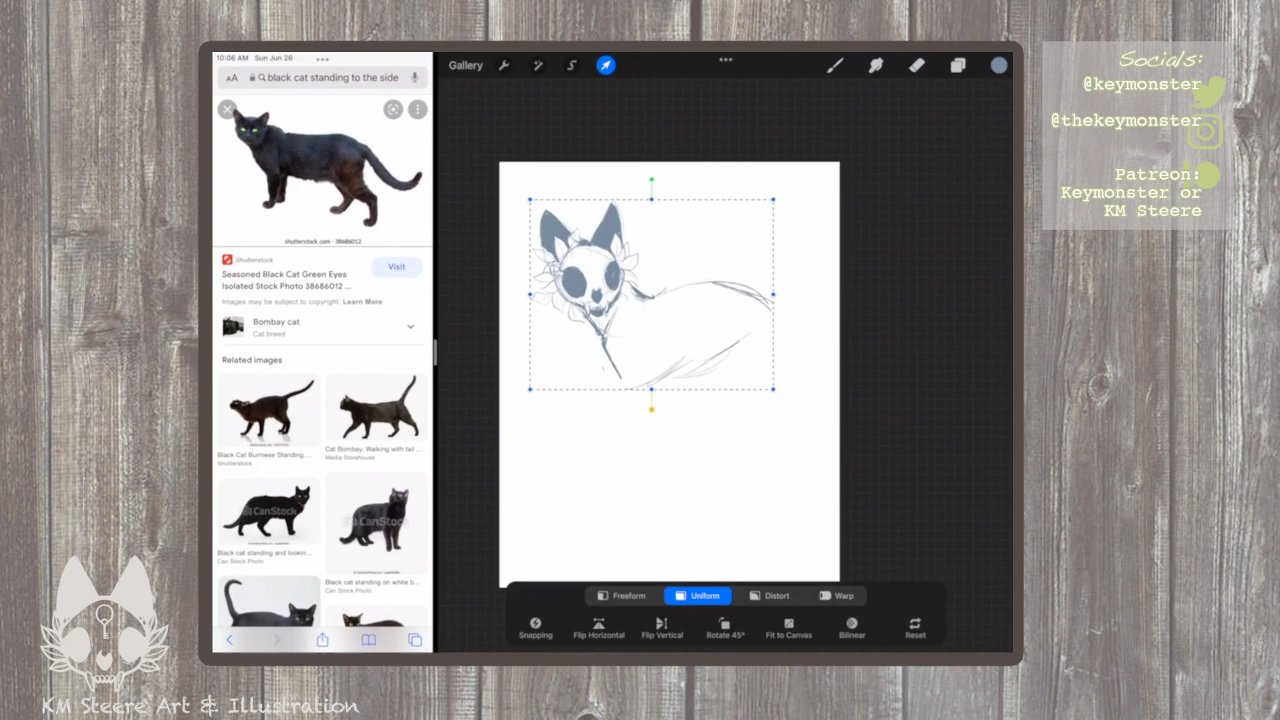 10:06 AM Sun Jun 26
AA black cat standing to the side
shutterstock.com · 38686012
Shutterstock
Seasoned Black Cat Green Eyes
Isolated Stock Photo 38686012 ...
Visit
Images may be subject to copyright. Learn More
Bombay cat
Cat breed
Related images
Black Cat Burmese Standing ...
Shutterstock
Cat Bombay. Walking with tail ...
Media Storehouse
CanStock
Black cat standing and lookin...
Can Stock Photo
CanStock
Black cat standing on white b...
Can Stock Photo
Gallery
S
Freeform
Uniform
Distort
Warp
Snapping
Flip Horizontal
Flip Vertical
Rotate 45°
Fit to Canvas
Bilinear
Reset
Socials:
@keymonster
@thekeymonster
Patreon:
Keymonster or
KM Steere
KM Steere Art & Illustration